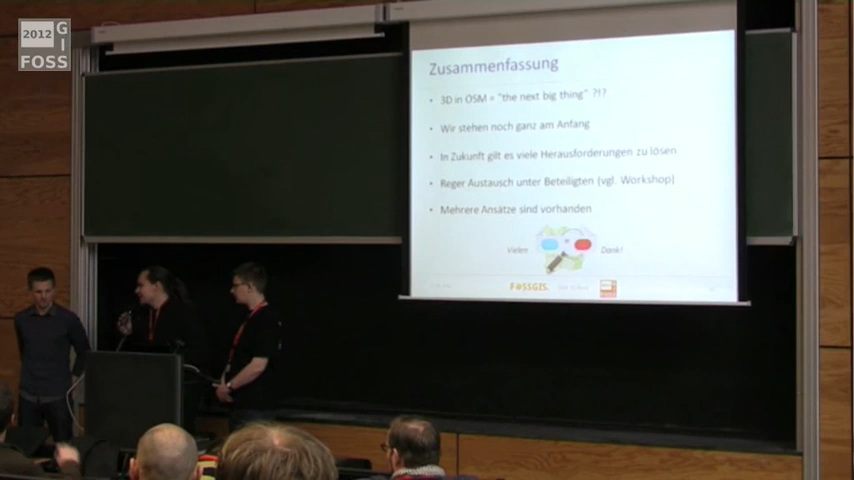 2012
GI
FOSS
Zusammenfassung
• 3D in OSM = "the next big thing" ?!?
• Wir stehen noch ganz am Anfang
• In Zukunft gilt es viele Herausforderungen zu lösen
• Reger Austausch unter Beteiligten (vgl. Workshop)
• Mehrere Ansätze sind vorhanden
Vielen Dank!
FOSSGIS.